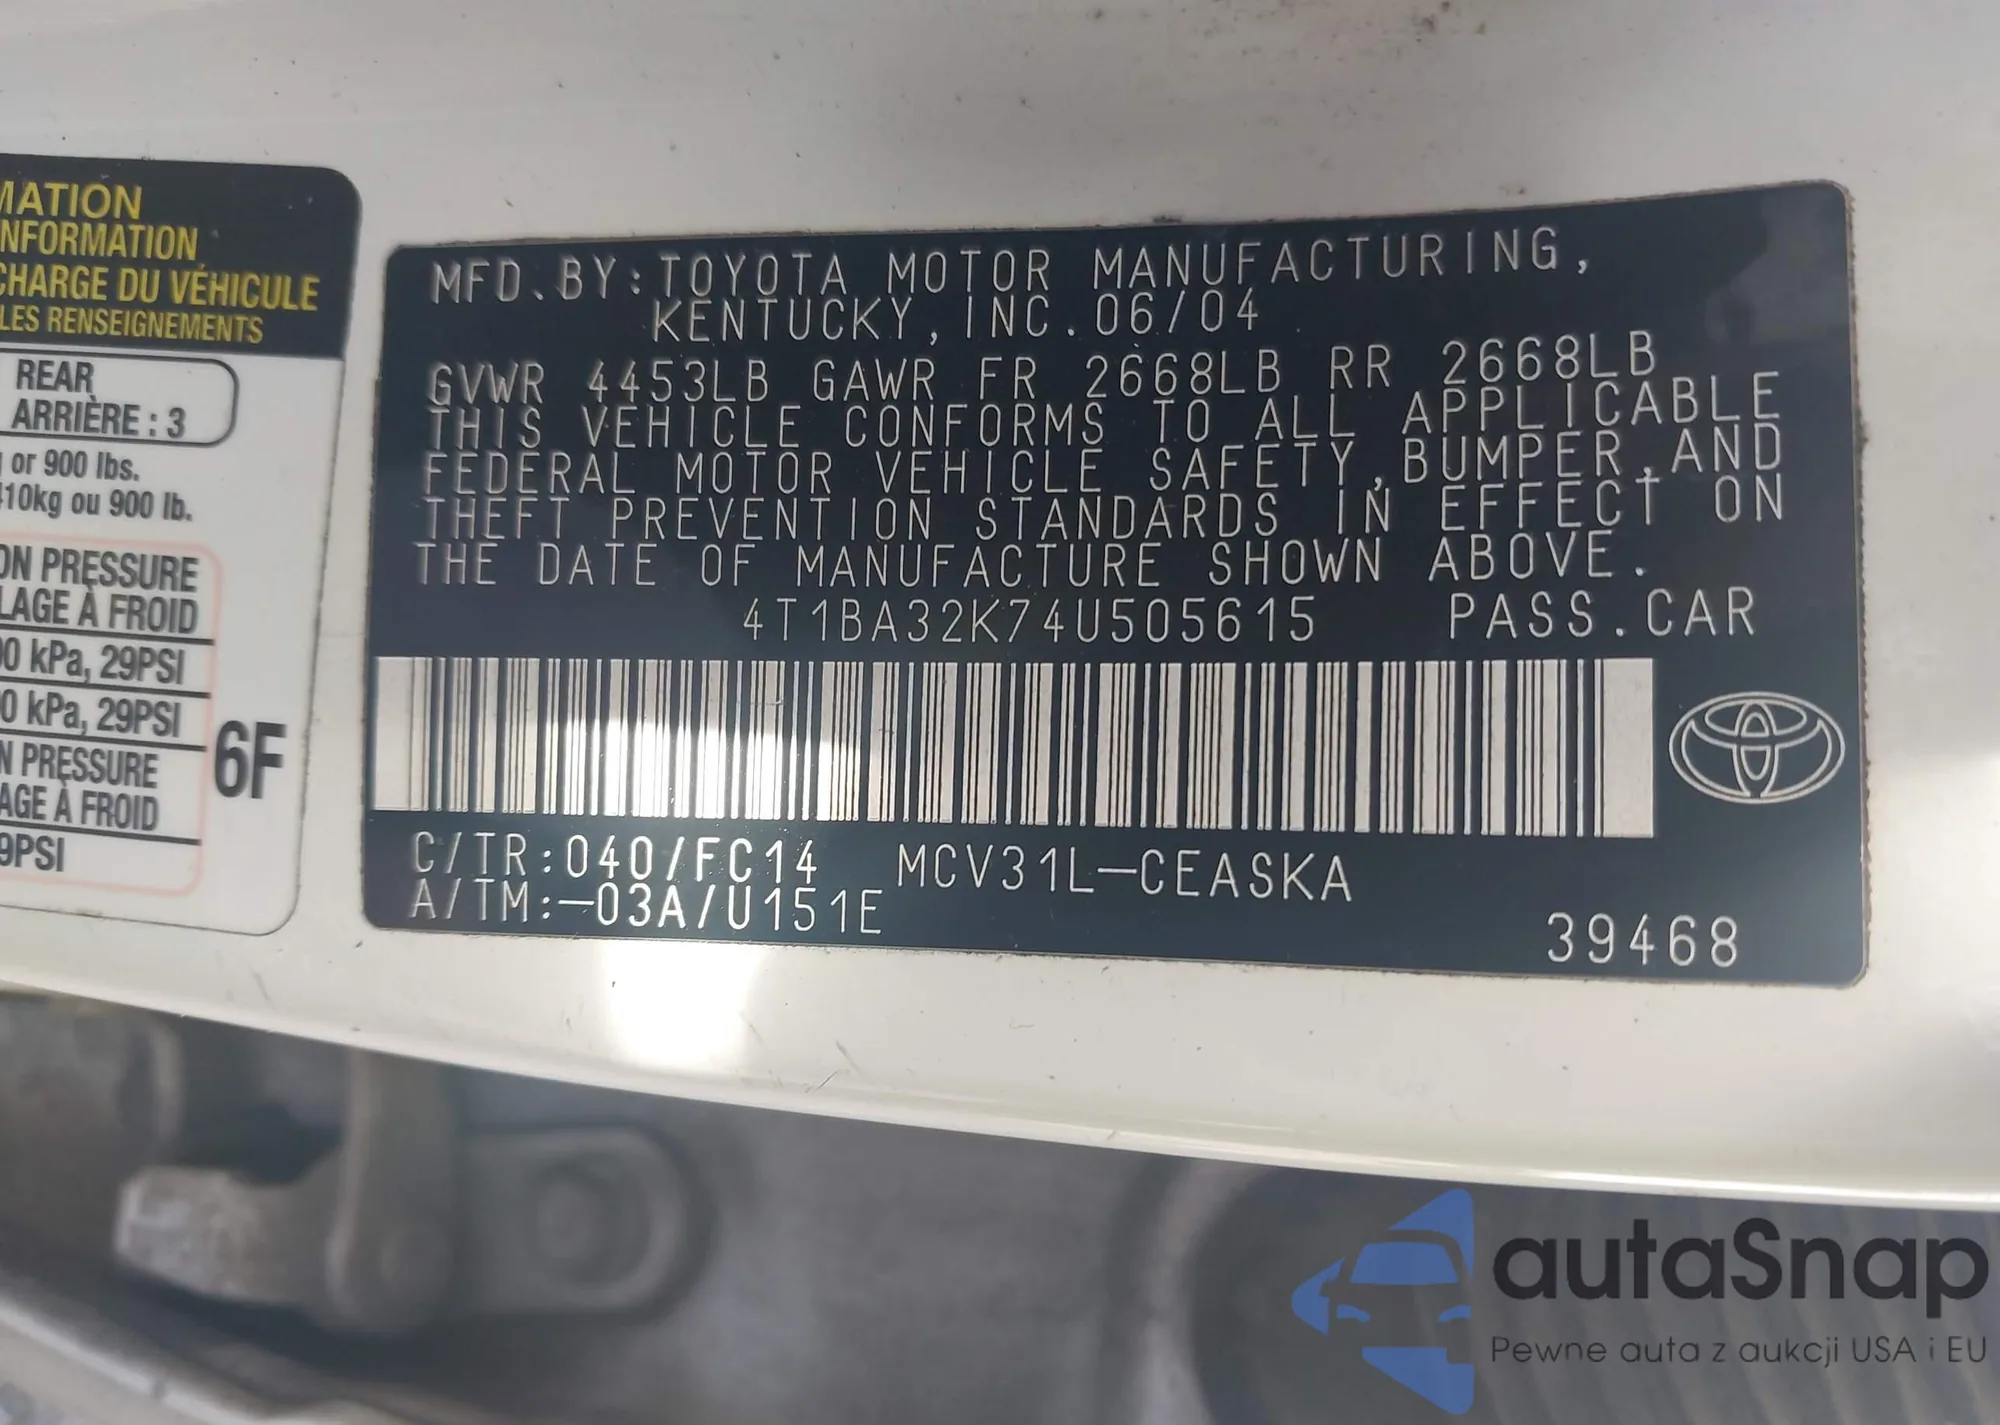 MATION
NFORMATION
CHARGE DU VÉHICULE
LES RENSEIGNEMENTS
REAR
ARRIÈRE : 3
or 900 lbs.
410kg ou 900 lb.
ON PRESSURE
LAGE À FROID
00 kPa, 29PSI
0 kPa, 29PSI
N PRESSURE
AGE À FROID
9PSI
6F
MFD. BY: TOYOTA MOTOR MANUFACTURING,
KENTUCKY, INC. 06/04
GVWR 4453LB GAWR FR 2668LB RR 2668LB
THIS VEHICLE CONFORMS TO ALL APPLICABLE
FEDERAL MOTOR VEHICLE SAFETY, BUMPER, AND
THEFT PREVENTION STANDARDS IN EFFECT ON
THE DATE OF MANUFACTURE SHOWN ABOVE.
4T1BA32K74U505615 PASS. CAR
C/TR: 040/FC14 MCV31L-CEASKA
A/TM: -03A/U151E
39468
autaSnap
Pewne auta z aukcji USA i EU